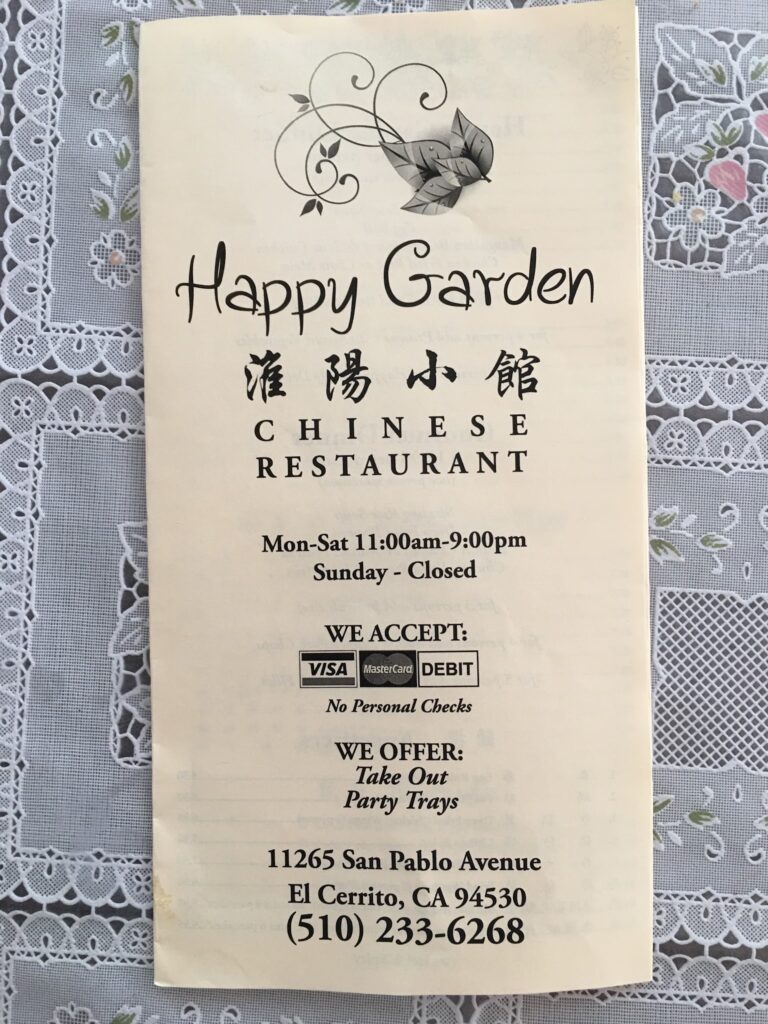 Happy Garden
淮陽小館
CHINESE
RESTAURANT
Mon-Sat 11:00am-9:00pm
Sunday - Closed
WE ACCEPT:
VISA MasterCard DEBIT
No Personal Checks
WE OFFER:
Take Out
Party Trays
11265 San Pablo Avenue
El Cerrito, CA 94530
(510) 233-6268